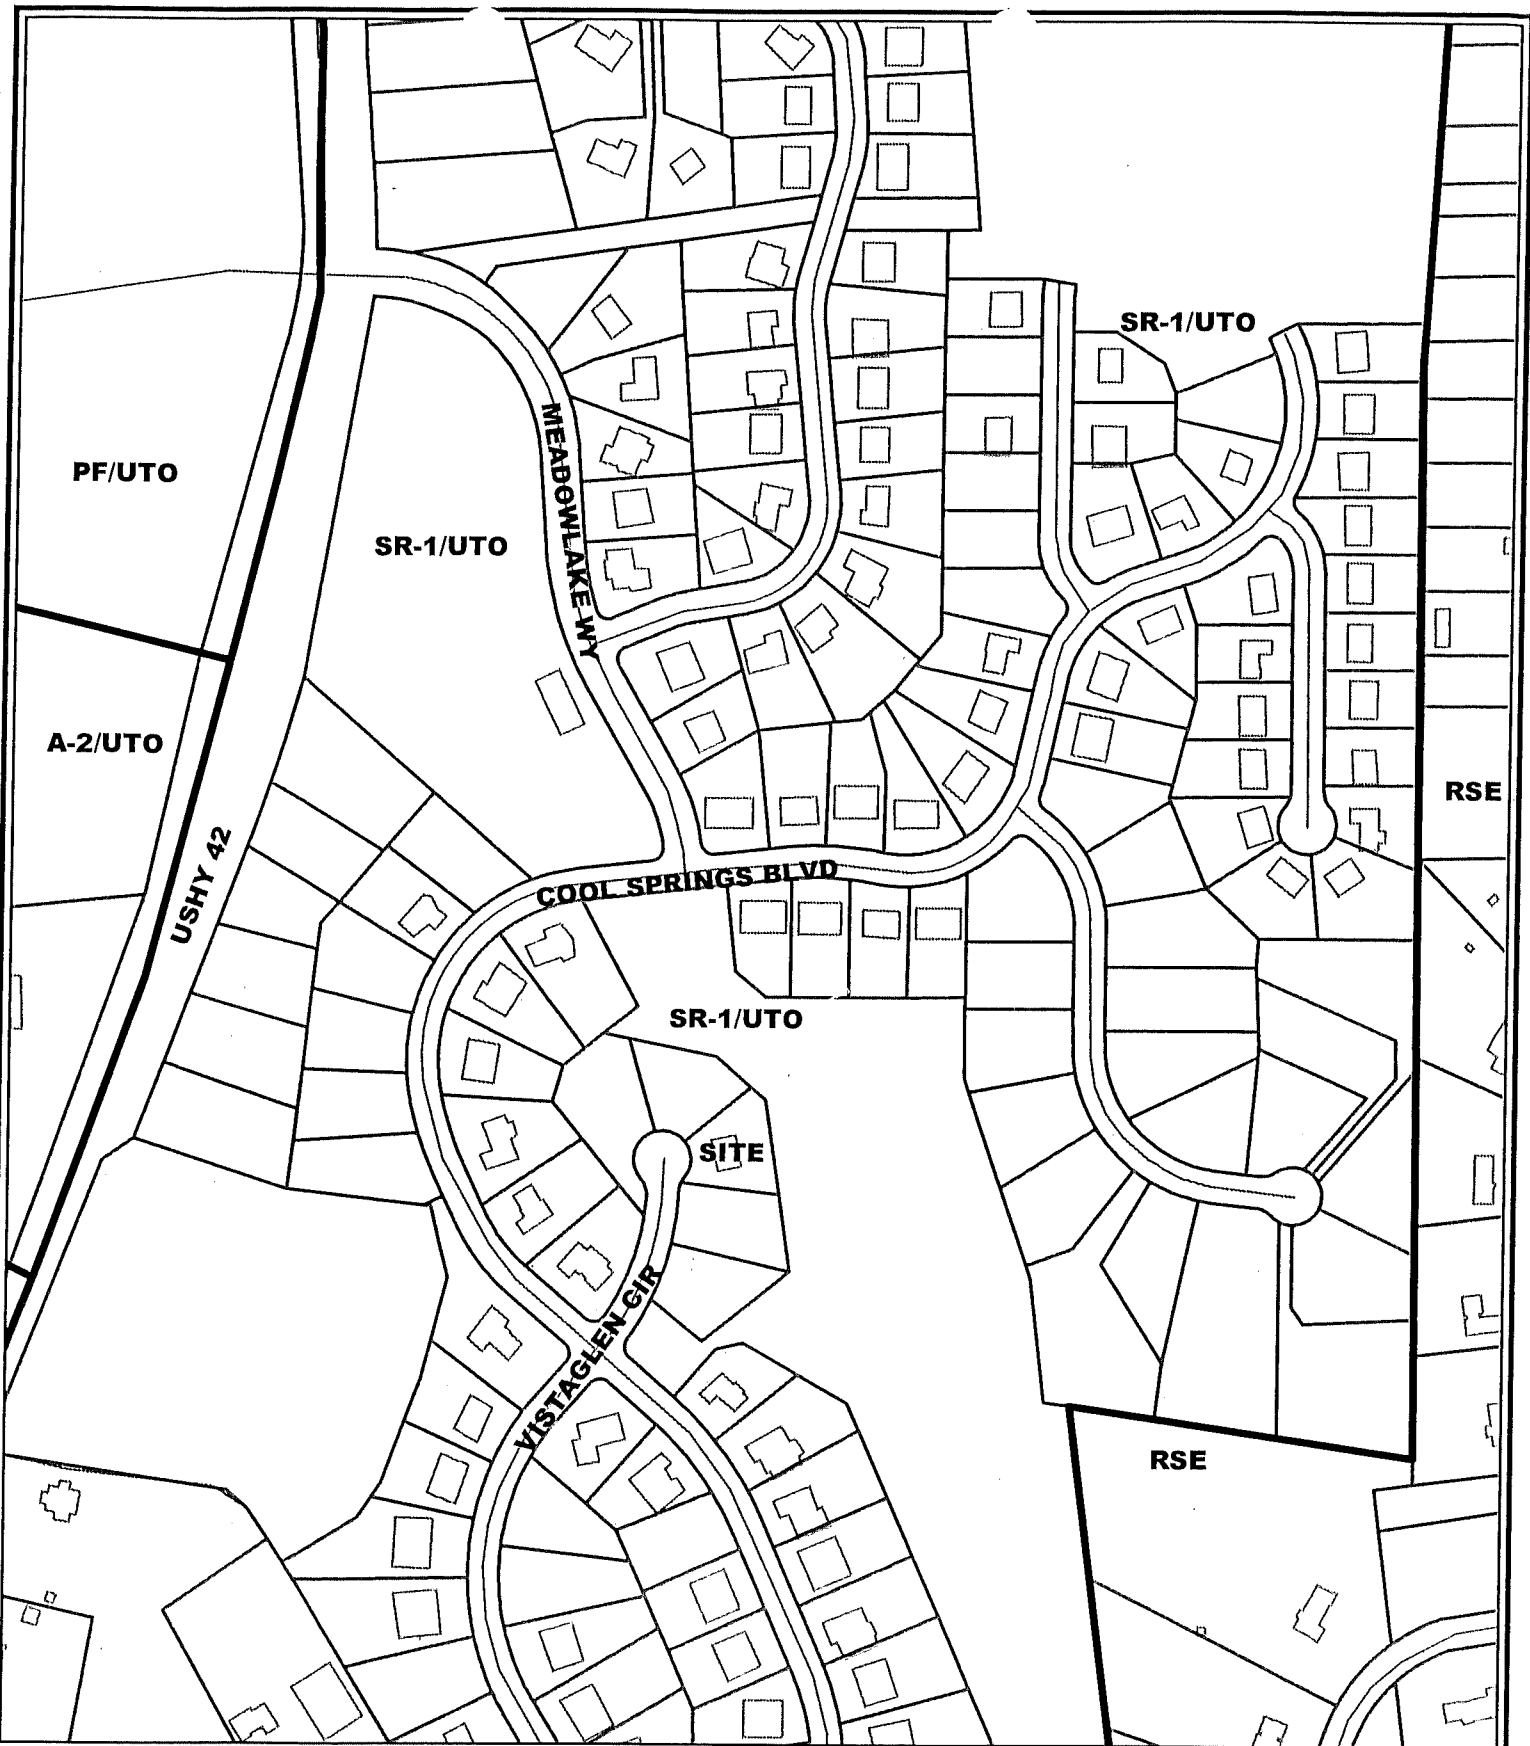 SR-1/UTO
MEADOWLAKE WY
PF/UTO
SR-1/UTO
A-2/UTO
RSE
USHY 42
COOL SPRINGS BLVD
SR-1/UTO
SITE
VISTAGLEN CIR
RSE